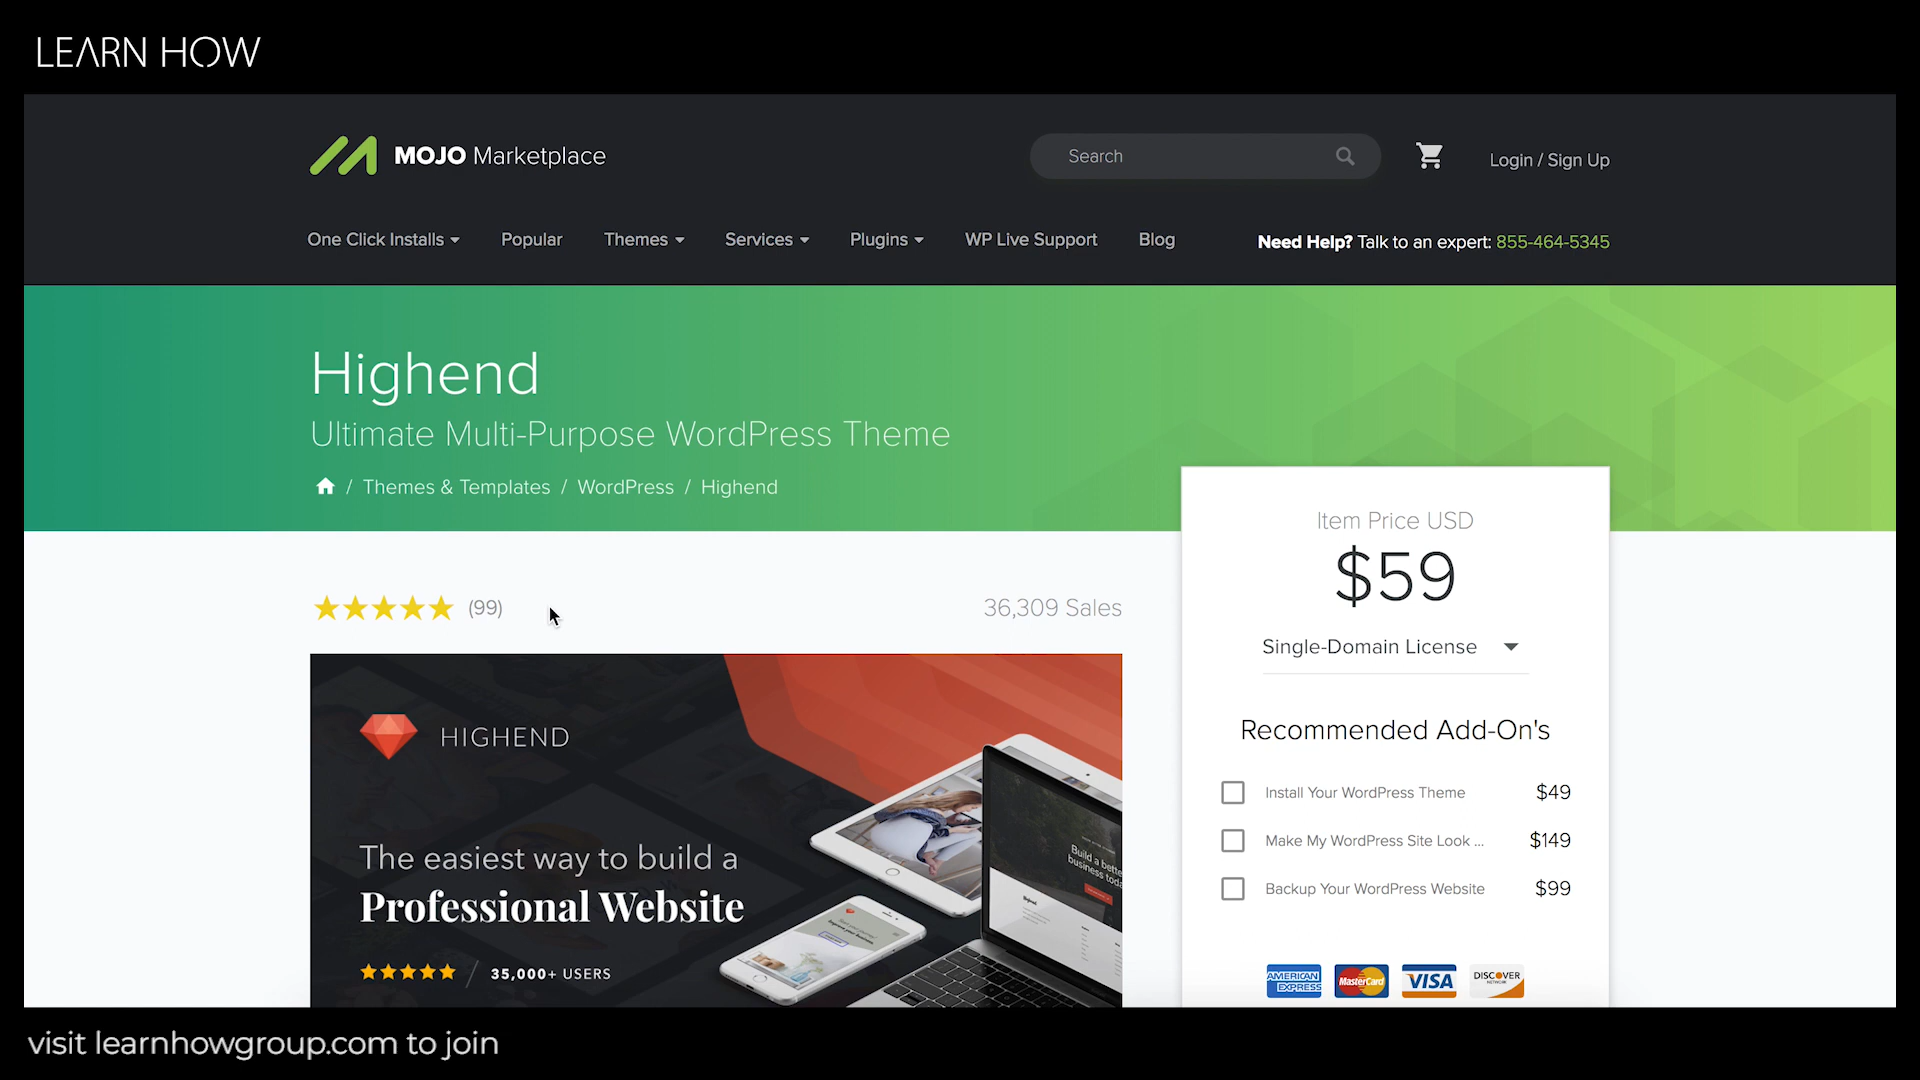 LEARN HOW
MOJO Marketplace
Search
Login / Sign Up
One Click Installs
Popular
Themes
Services
Plugins
WP Live Support
Blog
Need Help? Talk to an expert: 855-464-5345
Highend
Ultimate Multi-Purpose WordPress Theme
/ Themes & Templates / WordPress / Highend
(99)
36,309 Sales
Item Price USD
$59
Single-Domain License
Recommended Add-On's
Install Your WordPress Theme $49
Make My WordPress Site Look ... $149
Backup Your WordPress Website $99
AMERICAN EXPRESS
MasterCard
VISA
DISCOVER
HIGHEND
The easiest way to build a
Professional Website
35,000+ USERS
visit learnhowgroup.com to join